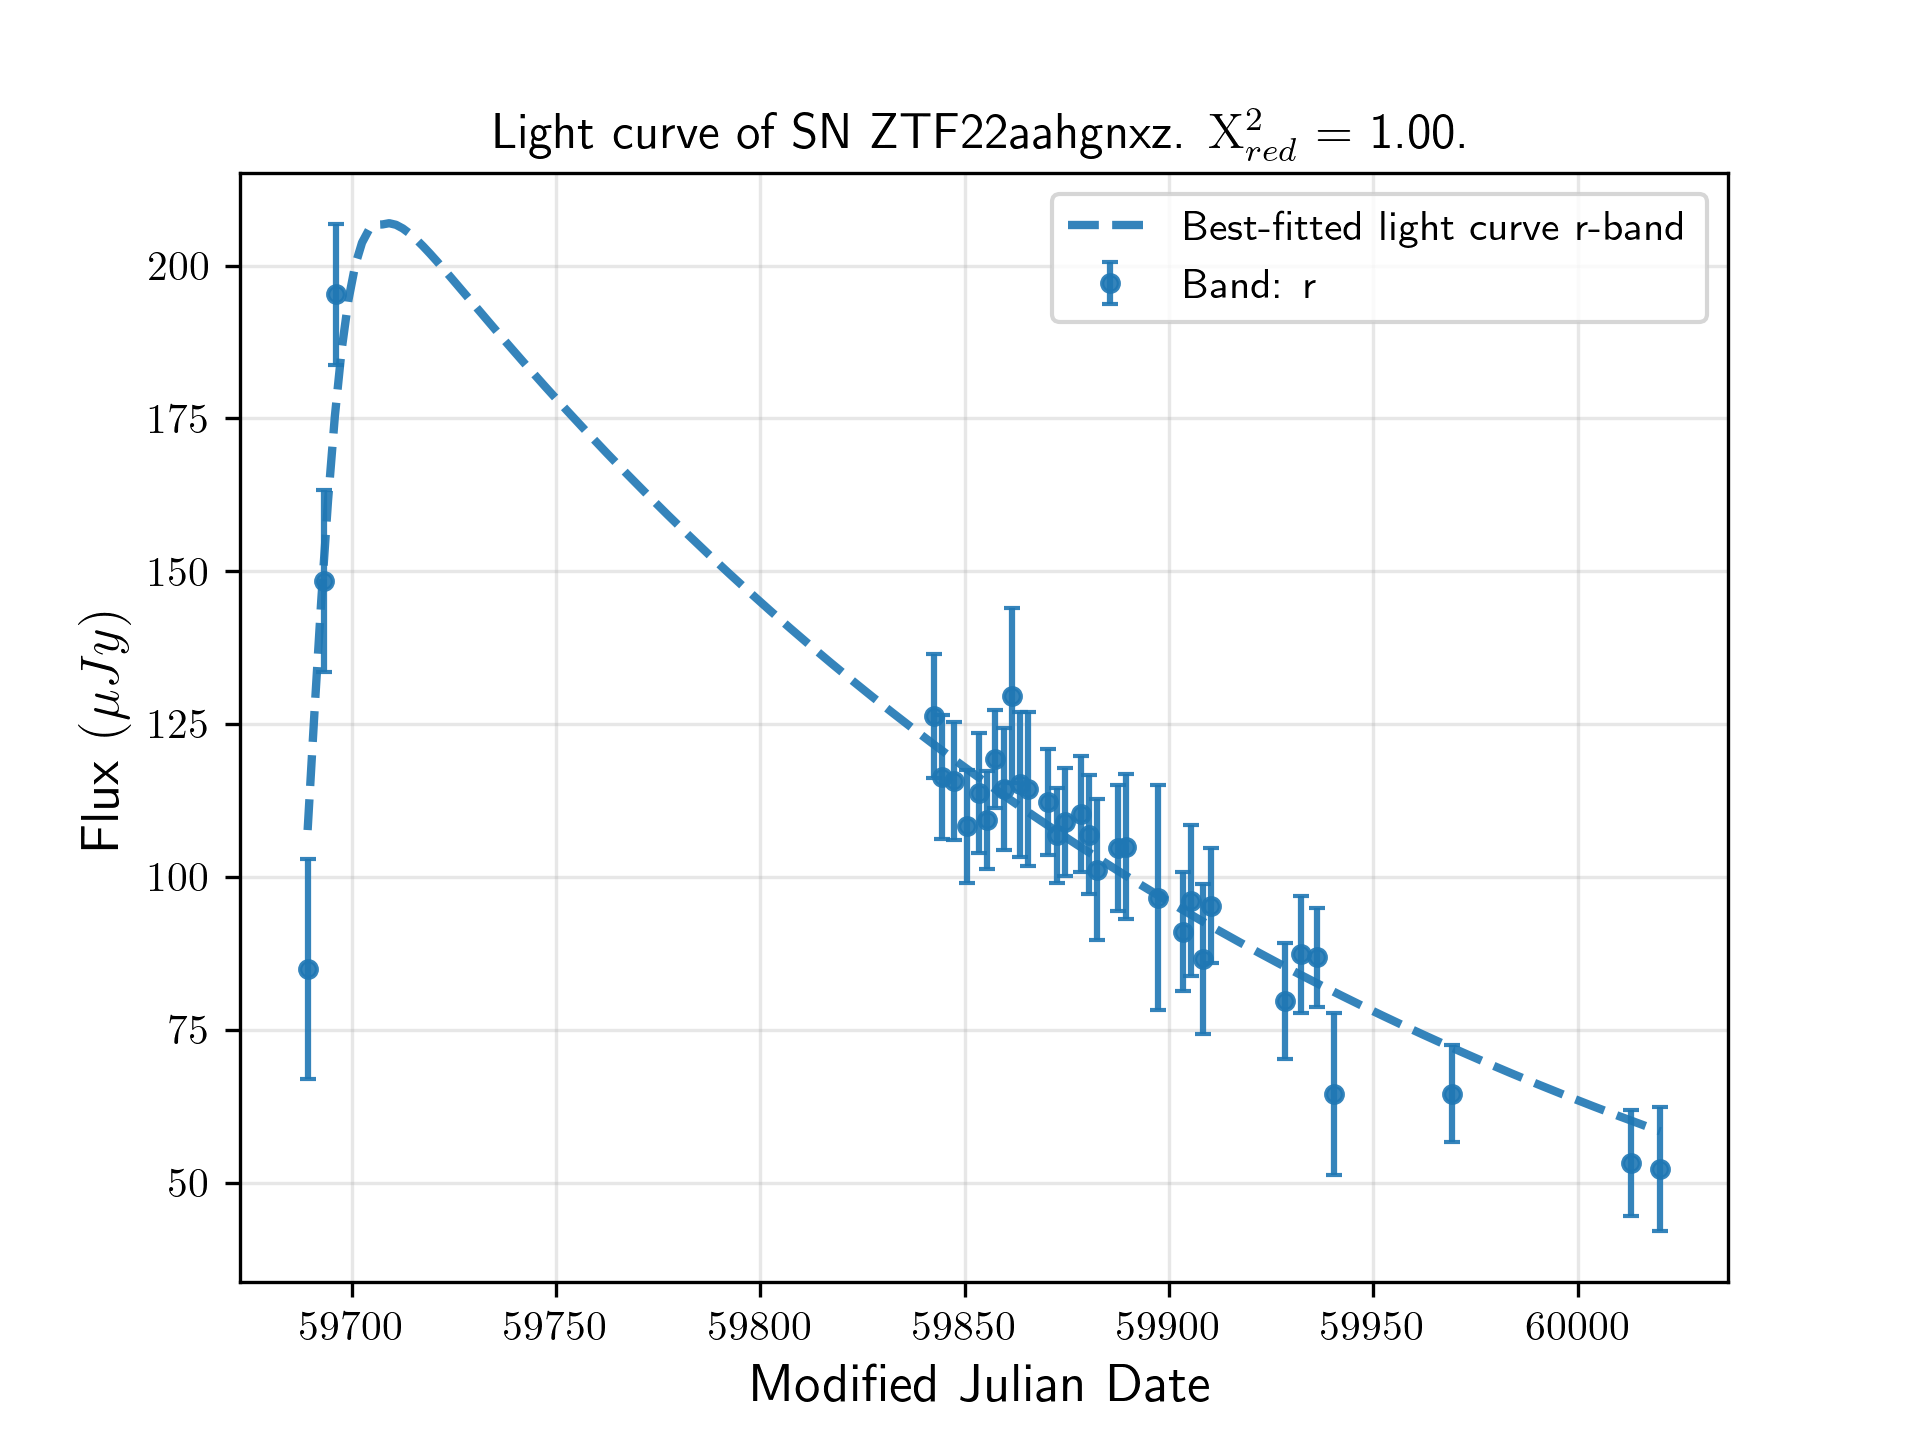 Light curve of SN ZTF22aahgnxz. X²_red = 1.00.
Best-fitted light curve r-band
Band: r
Flux (μJy)
200
175
150
125
100
75
50
59700 59750 59800 59850 59900 59950 60000
Modified Julian Date